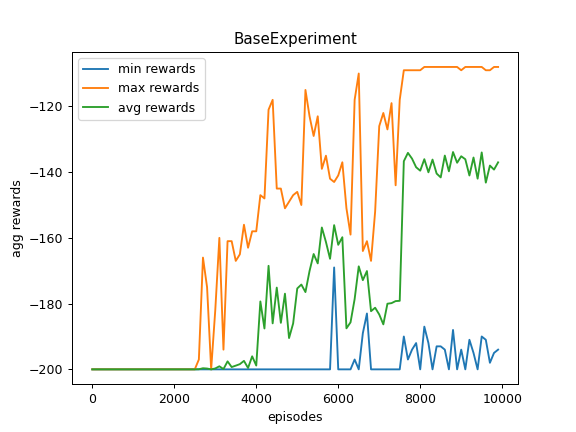 BaseExperiment
min rewards
max rewards
avg rewards
agg rewards
−120
−140
−160
−180
−200
0 2000 4000 6000 8000 10000
episodes